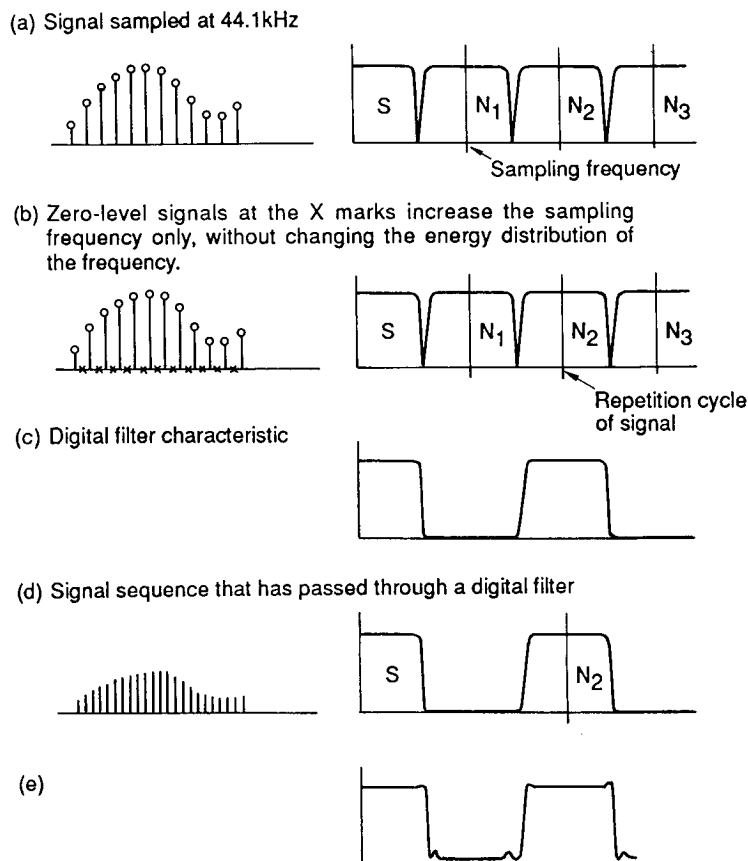 (a) Signal sampled at 44.1kHz
S N1 N2 N3
Sampling frequency
(b) Zero-level signals at the X marks increase the sampling
frequency only, without changing the energy distribution of
the frequency.
S N1 N2 N3
Repetition cycle
of signal
(c) Digital filter characteristic
(d) Signal sequence that has passed through a digital filter
S N2
(e)